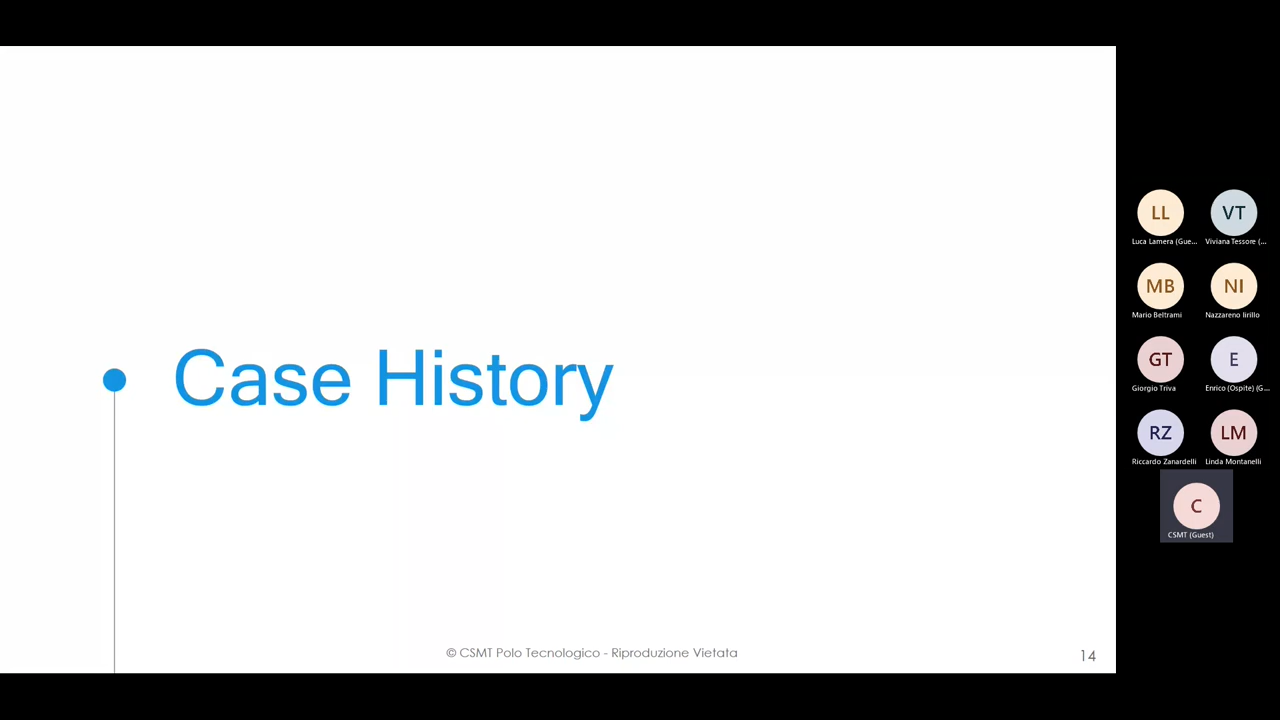 Case History
© CSMT Polo Tecnologico - Riproduzione Vietata
14
LL
VT
Luca Lamera (Gue...
Viviana Tessore (...
MB
NI
Mario Beltrami
Nazzareno Iirillo
GT
E
Giorgio Triva
Enrico (Ospite) (G...
RZ
LM
Riccardo Zanardelli
Linda Montanelli
C
CSMT (Guest)